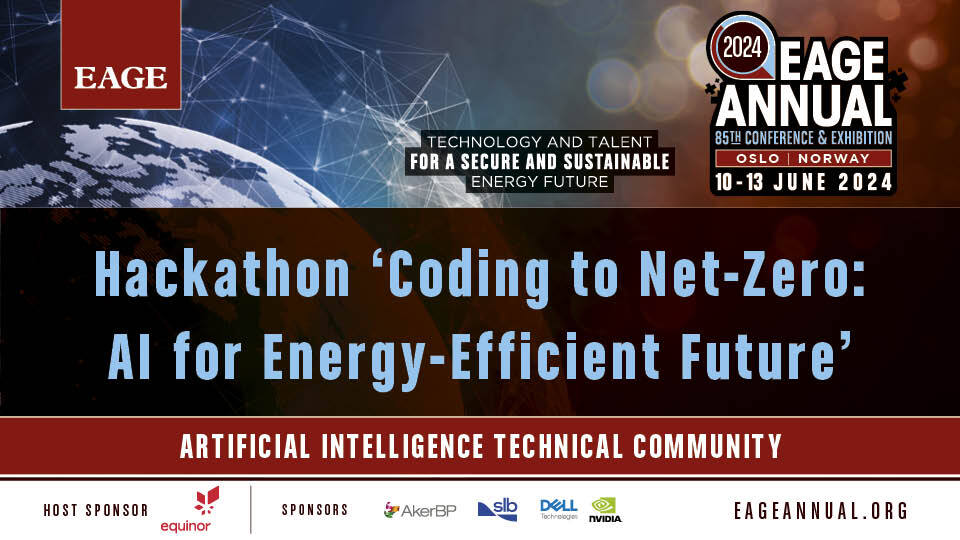 EAGE
2024
EAGE
ANNUAL
85TH CONFERENCE & EXHIBITION
OSLO | NORWAY
10-13 JUNE 2024
TECHNOLOGY AND TALENT
FOR A SECURE AND SUSTAINABLE
ENERGY FUTURE
Hackathon ‘Coding to Net-Zero:
AI for Energy-Efficient Future’
ARTIFICIAL INTELLIGENCE TECHNICAL COMMUNITY
HOST SPONSOR
equinor
SPONSORS
AkerBP
slb
DELL
Technologies
NVIDIA
EAGEANNUAL.ORG